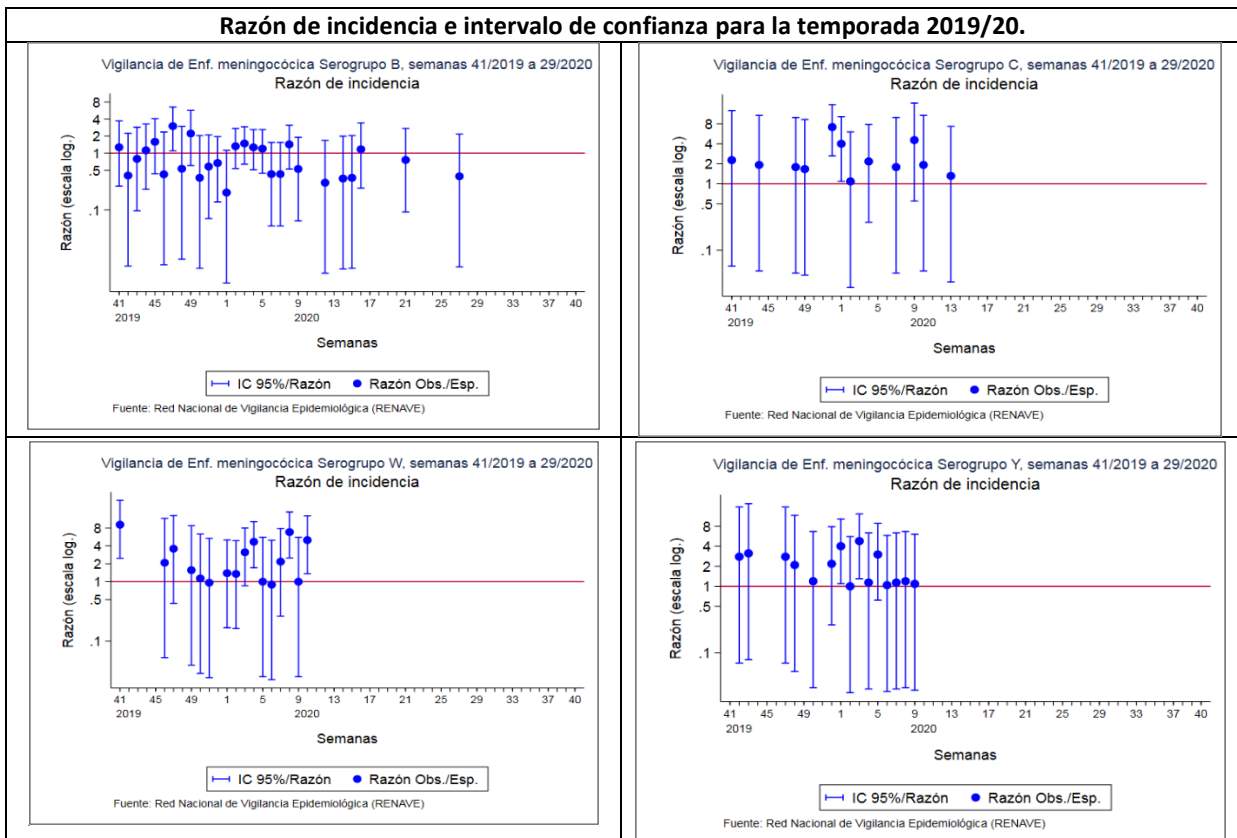 Razón de incidencia e intervalo de confianza para la temporada 2019/20.
Vigilancia de Enf. meningocócica Serogrupo B, semanas 41/2019 a 29/2020
Razón de incidencia
Razón (escala log.)
8
4
2
1
.5
.1
41 45 49 1 5 9 13 17 21 25 29 33 37 40
2019 2020
Semanas
IC 95%/Razón Razón Obs./Esp.
Fuente: Red Nacional de Vigilancia Epidemiológica (RENAVE)
Vigilancia de Enf. meningocócica Serogrupo C, semanas 41/2019 a 29/2020
Razón de incidencia
Razón (escala log.)
8
4
2
1
.5
.1
41 45 49 1 5 9 13 17 21 25 29 33 37 40
2019 2020
Semanas
IC 95%/Razón Razón Obs./Esp.
Fuente: Red Nacional de Vigilancia Epidemiológica (RENAVE)
Vigilancia de Enf. meningocócica Serogrupo W, semanas 41/2019 a 29/2020
Razón de incidencia
Razón (escala log.)
8
4
2
1
.5
.1
41 45 49 1 5 9 13 17 21 25 29 33 37 40
2019 2020
Semanas
IC 95%/Razón Razón Obs./Esp.
Fuente: Red Nacional de Vigilancia Epidemiológica (RENAVE)
Vigilancia de Enf. meningocócica Serogrupo Y, semanas 41/2019 a 29/2020
Razón de incidencia
Razón (escala log.)
8
4
2
1
.5
.1
41 45 49 1 5 9 13 17 21 25 29 33 37 40
2019 2020
Semanas
IC 95%/Razón Razón Obs./Esp.
Fuente: Red Nacional de Vigilancia Epidemiológica (RENAVE)